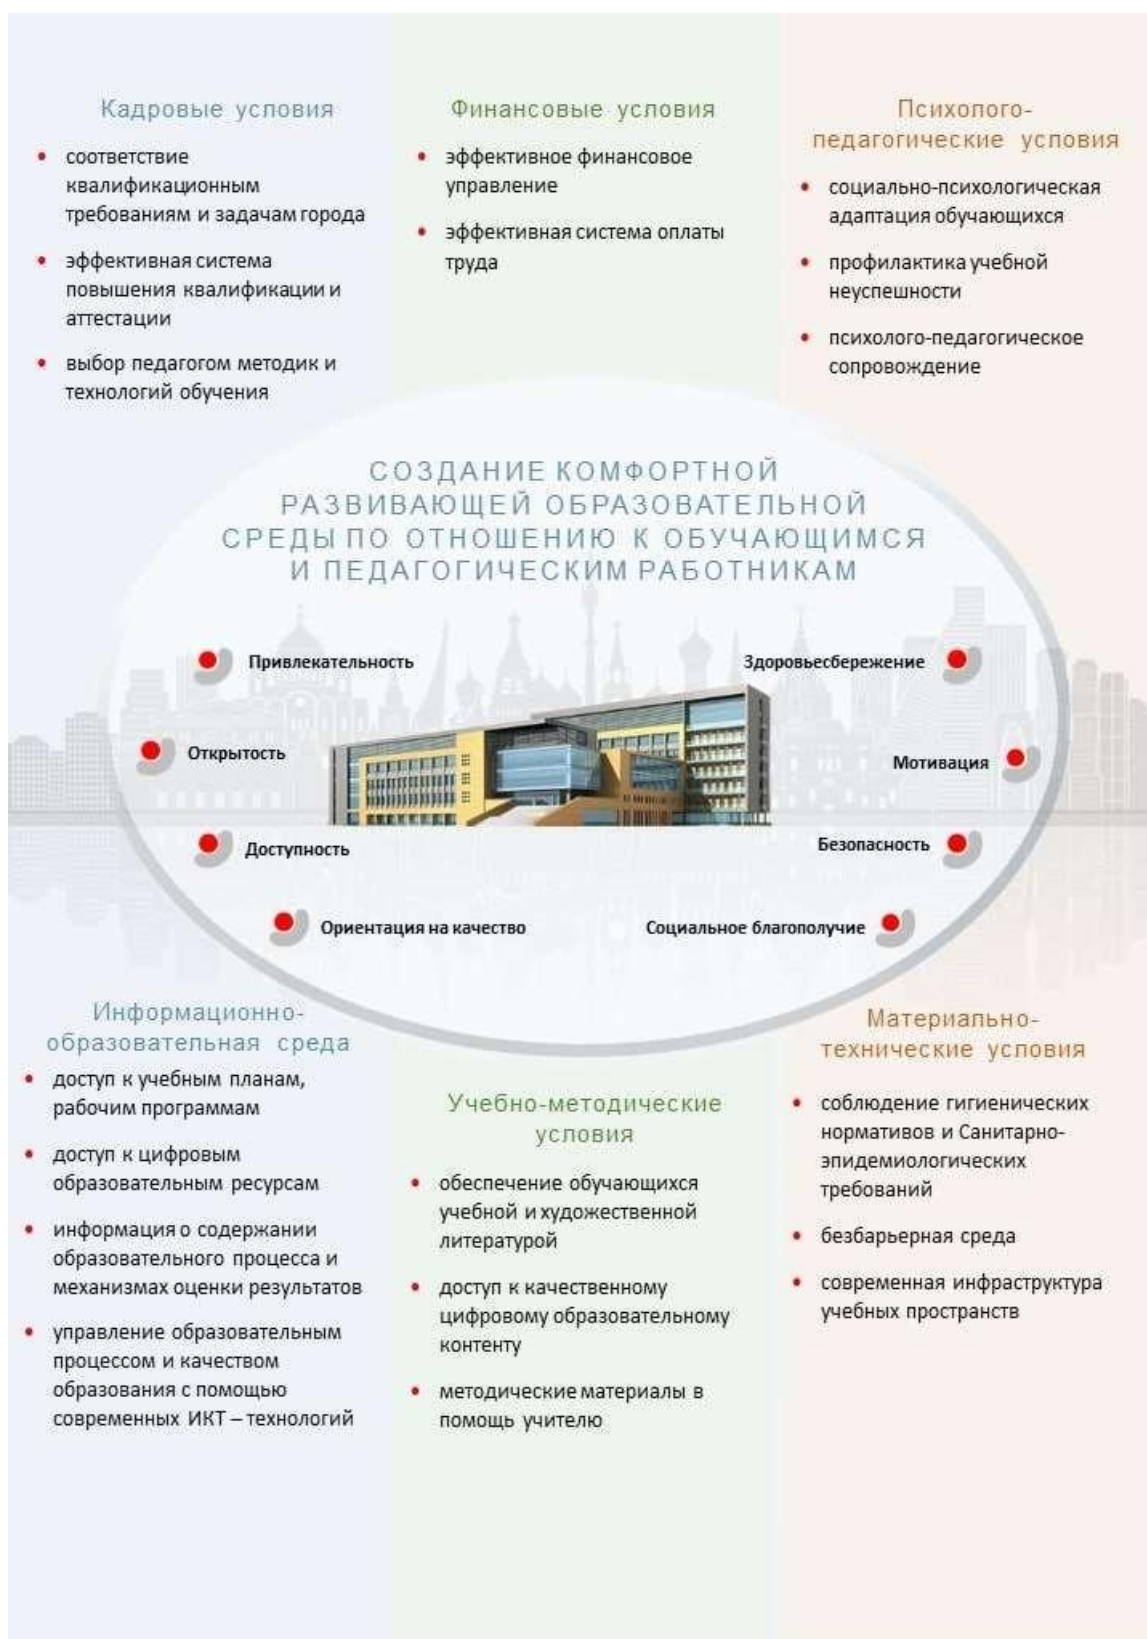 Кадровые условия
• соответствие
квалификационным
требованиям и задачам города
• эффективная система
повышения квалификации и
аттестации
• выбор педагогом методик и
технологий обучения
Финансовые условия
• эффективное финансовое
управление
• эффективная система оплаты
труда
Психолого-
педагогические условия
• социально-психологическая
адаптация обучающихся
• профилактика учебной
неуспешности
• психолого-педагогическое
сопровождение
СОЗДАНИЕ КОМФОРТНОЙ
РАЗВИВАЮЩЕЙ ОБРАЗОВАТЕЛЬНОЙ
СРЕДЫ ПО ОТНОШЕНИЮ К ОБУЧАЮЩИМСЯ
И ПЕДАГОГИЧЕСКИМ РАБОТНИКАМ
Привлекательность
Открытость
Доступность
Ориентация на качество
Здоровьесбережение
Мотивация
Безопасность
Социальное благополучие
Информационно-
образовательная среда
• доступ к учебным планам,
рабочим программам
• доступ к цифровым
образовательным ресурсам
• информация о содержании
образовательного процесса и
механизмах оценки результатов
• управление образовательным
процессом и качеством
образования с помощью
современных ИКТ – технологий
Учебно-методические
условия
• обеспечение обучающихся
учебной и художественной
литературой
• доступ к качественному
цифровому образовательному
контенту
• методические материалы в
помощь учителю
Материально-
технические условия
• соблюдение гигиенических
нормативов и Санитарно-
эпидемиологических
требований
• безбарьерная среда
• современная инфраструктура
учебных пространств